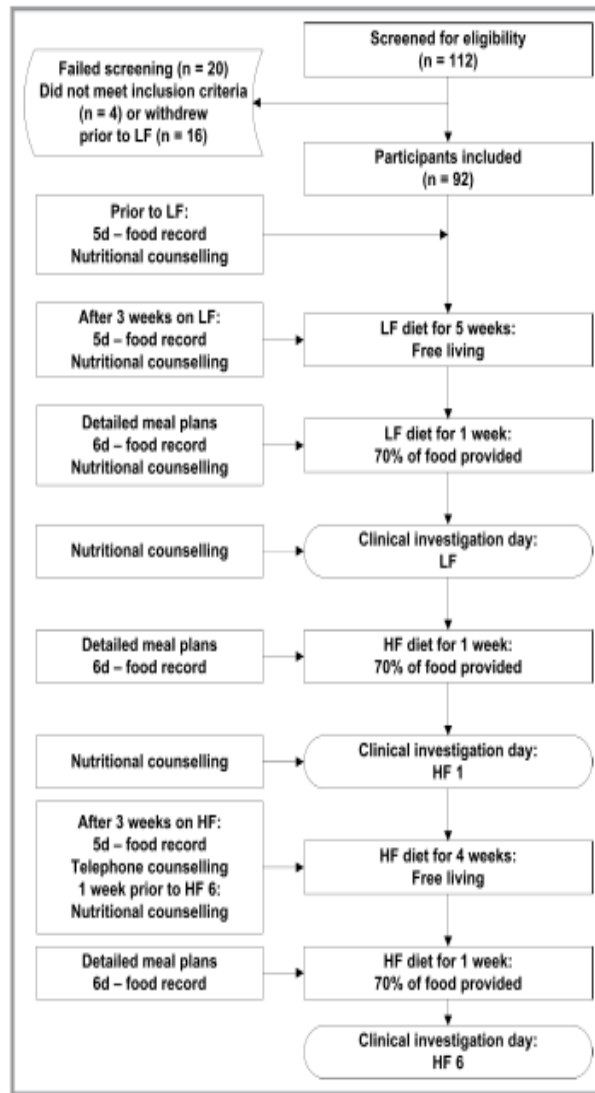 Screened for eligibility
(n = 112)
Failed screening (n = 20)
Did not meet inclusion criteria
(n = 4) or withdrew
prior to LF (n = 16)
Participants included
(n = 92)
Prior to LF:
5d – food record
Nutritional counselling
After 3 weeks on LF:
5d – food record
Nutritional counselling
LF diet for 5 weeks:
Free living
Detailed meal plans
6d – food record
Nutritional counselling
LF diet for 1 week:
70% of food provided
Nutritional counselling
Clinical investigation day:
LF
Detailed meal plans
6d – food record
HF diet for 1 week:
70% of food provided
Nutritional counselling
Clinical investigation day:
HF 1
After 3 weeks on HF:
5d – food record
Telephone counselling
1 week prior to HF 6:
Nutritional counselling
HF diet for 4 weeks:
Free living
Detailed meal plans
6d – food record
HF diet for 1 week:
70% of food provided
Clinical investigation day:
HF 6